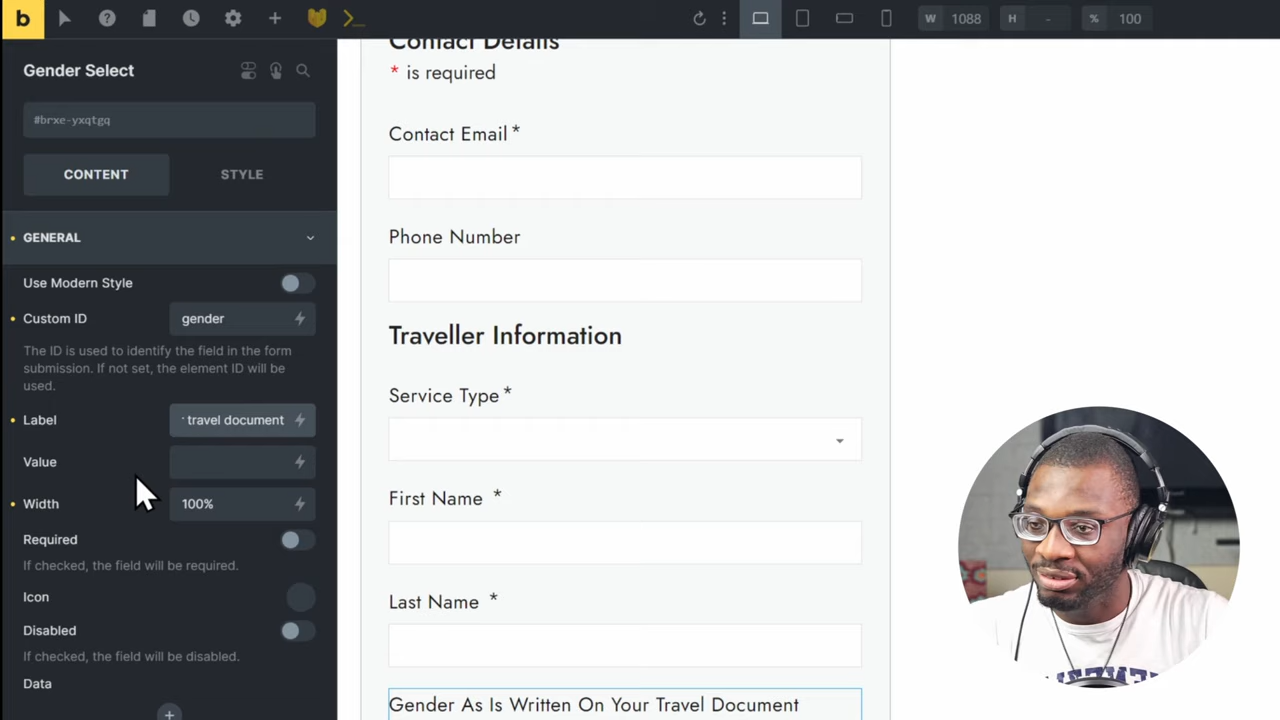 b
W 1088 H - % 100
Gender Select
#brxe-yxqtgq
CONTENT STYLE
GENERAL
Use Modern Style
Custom ID gender
The ID is used to identify the field in the form
submission. If not set, the element ID will be
used.
Label travel document
Value
Width 100%
Required
If checked, the field will be required.
Icon
Disabled
If checked, the field will be disabled.
Data
Contact Details
* is required
Contact Email *
Phone Number
Traveller Information
Service Type *
First Name *
Last Name *
Gender As Is Written On Your Travel Document